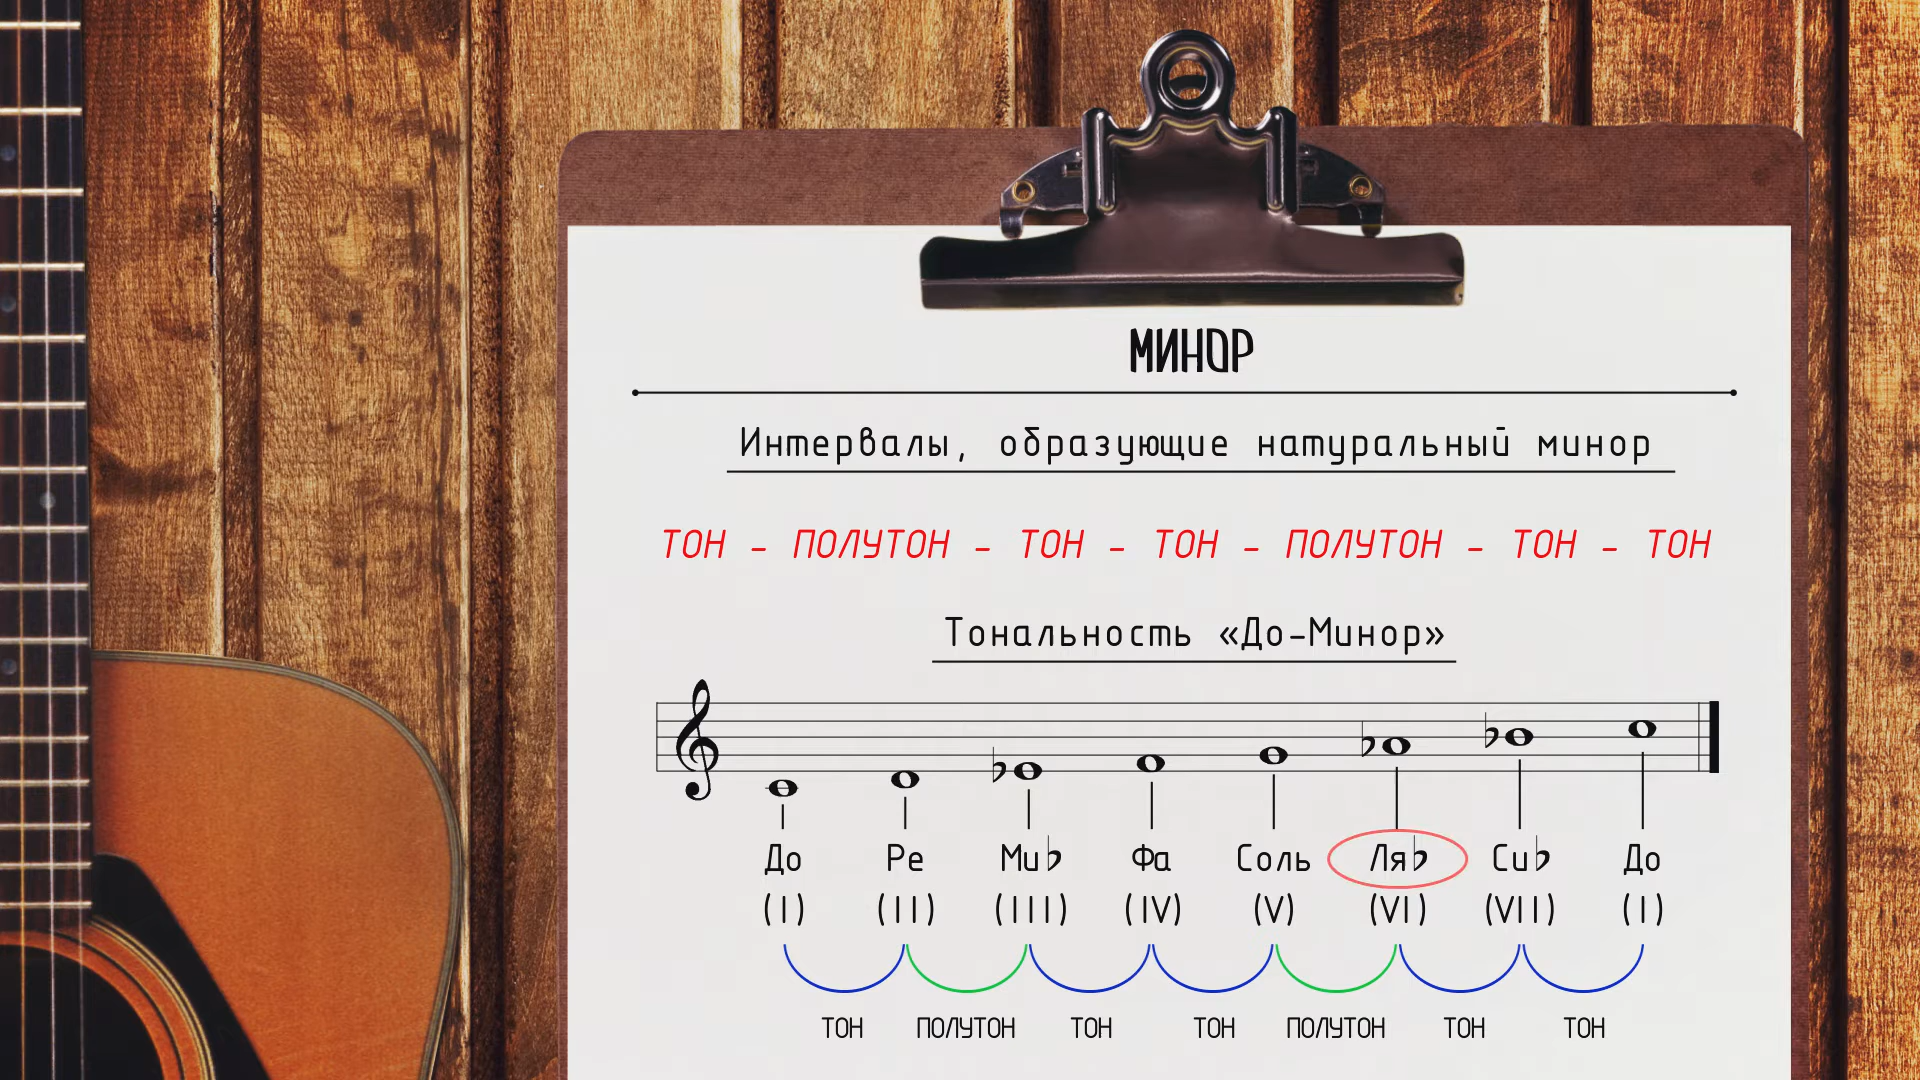 МИНОР
Интервалы, образующие натуральный минор
ТОН - ПОЛУТОН - ТОН - ТОН - ПОЛУТОН - ТОН - ТОН
Тональность «До-Минор»
До Ре Ми♭ Фа Соль Ля♭ Си♭ До
(I) (II) (III) (IV) (V) (VI) (VII) (I)
ТОН ПОЛУТОН ТОН ТОН ПОЛУТОН ТОН ТОН